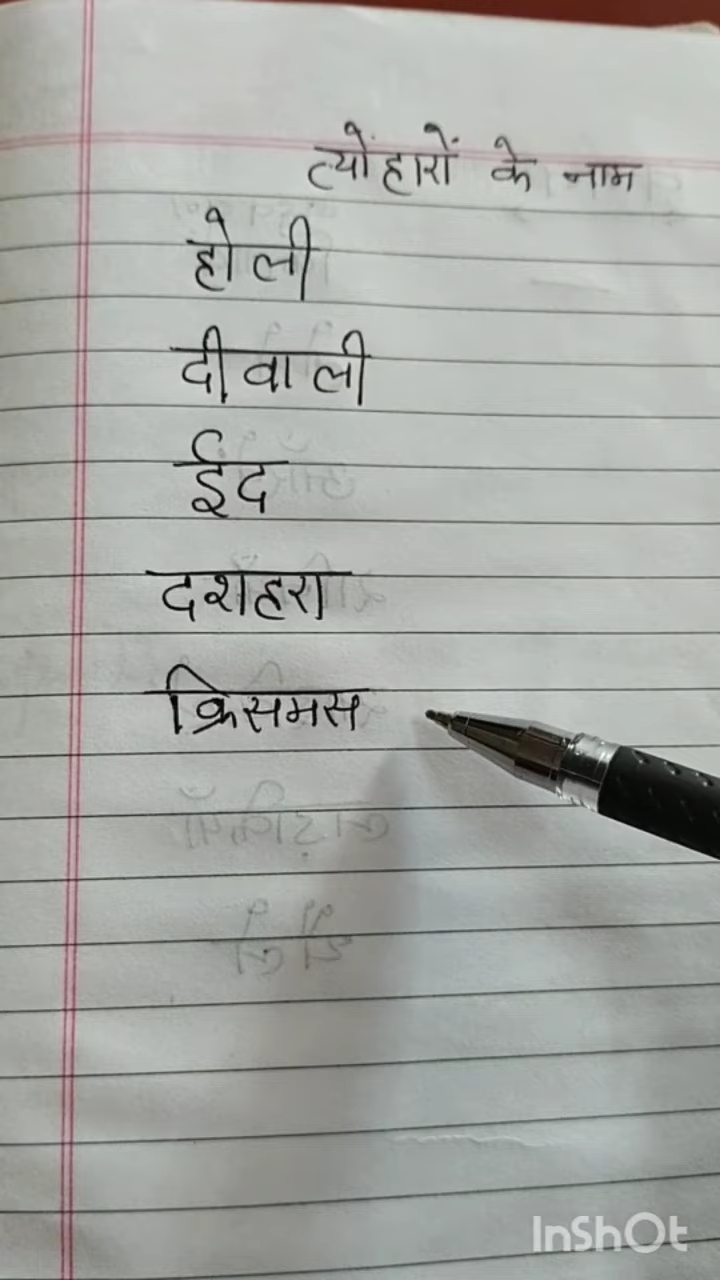 त्योंहारों के नाम
होली
दीवाली
ईद
दशहरा
क्रिसमस
InShOt